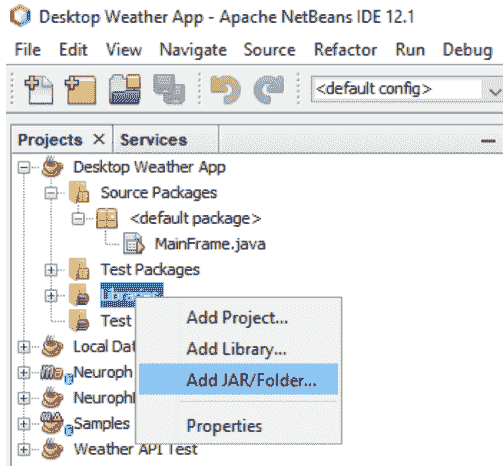 Desktop Weather App - Apache NetBeans IDE 12.1
File Edit View Navigate Source Refactor Run Debug
<default config>
Projects × Services
Desktop Weather App
Source Packages
<default package>
MainFrame.java
Test Packages
Test
Local Dat
Neuroph
Neuroph
Samples
Weather API Test
Add Project...
Add Library...
Add JAR/Folder...
Properties